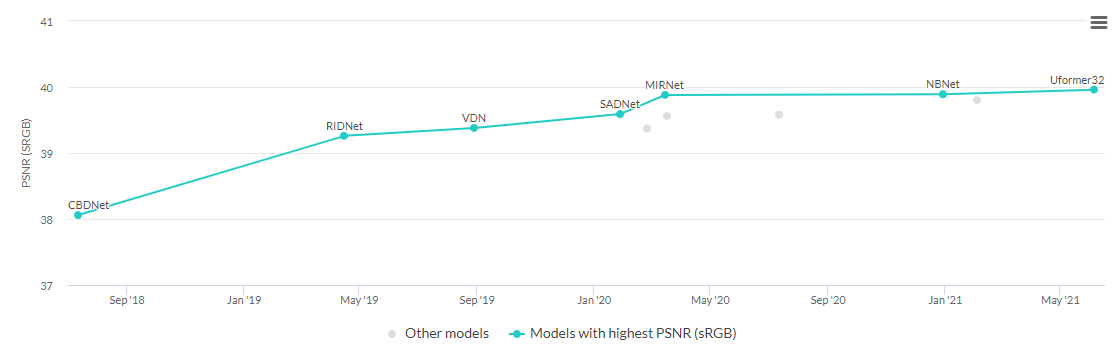 41
40
39
38
37
PSNR (SRGB)
CBDNet
RIDNet
VDN
SADNet
MIRNet
NBNet
Uformer32
Sep '18
Jan '19
May '19
Sep '19
Jan '20
May '20
Sep '20
Jan '21
May '21
Other models
Models with highest PSNR (sRGB)